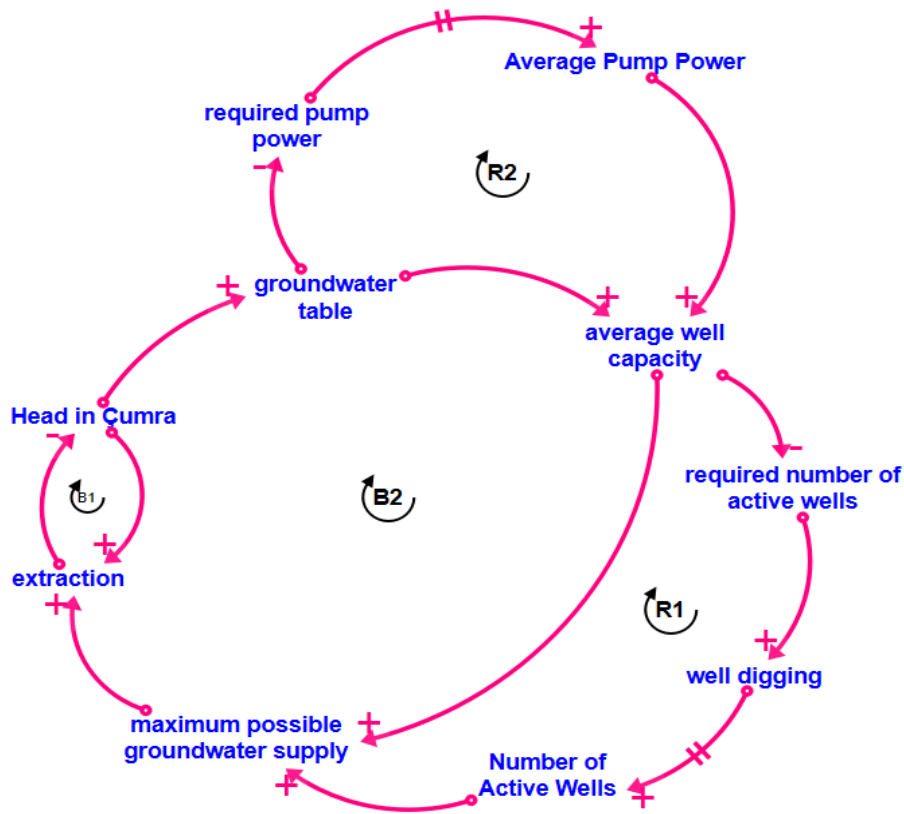 Average Pump Power
required pump
power
R2
groundwater
table
average well
capacity
Head in Çumra
B1
B2
required number of
active wells
extraction
R1
well digging
maximum possible
groundwater supply
Number of
Active Wells